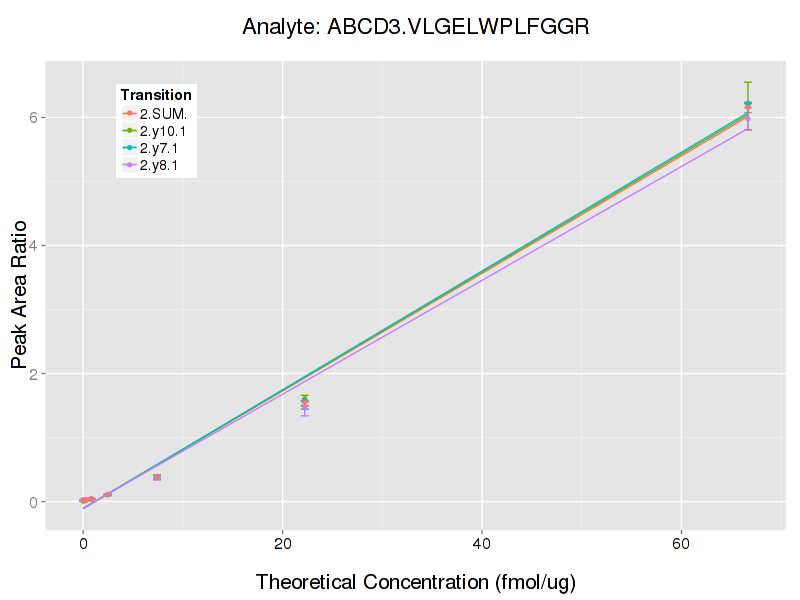 Analyte: ABCD3.VLGELWPLFGGR
Transition
2.SUM.
2.y10.1
2.y7.1
2.y8.1
Peak Area Ratio
6
4
2
0
0 20 40 60
Theoretical Concentration (fmol/ug)